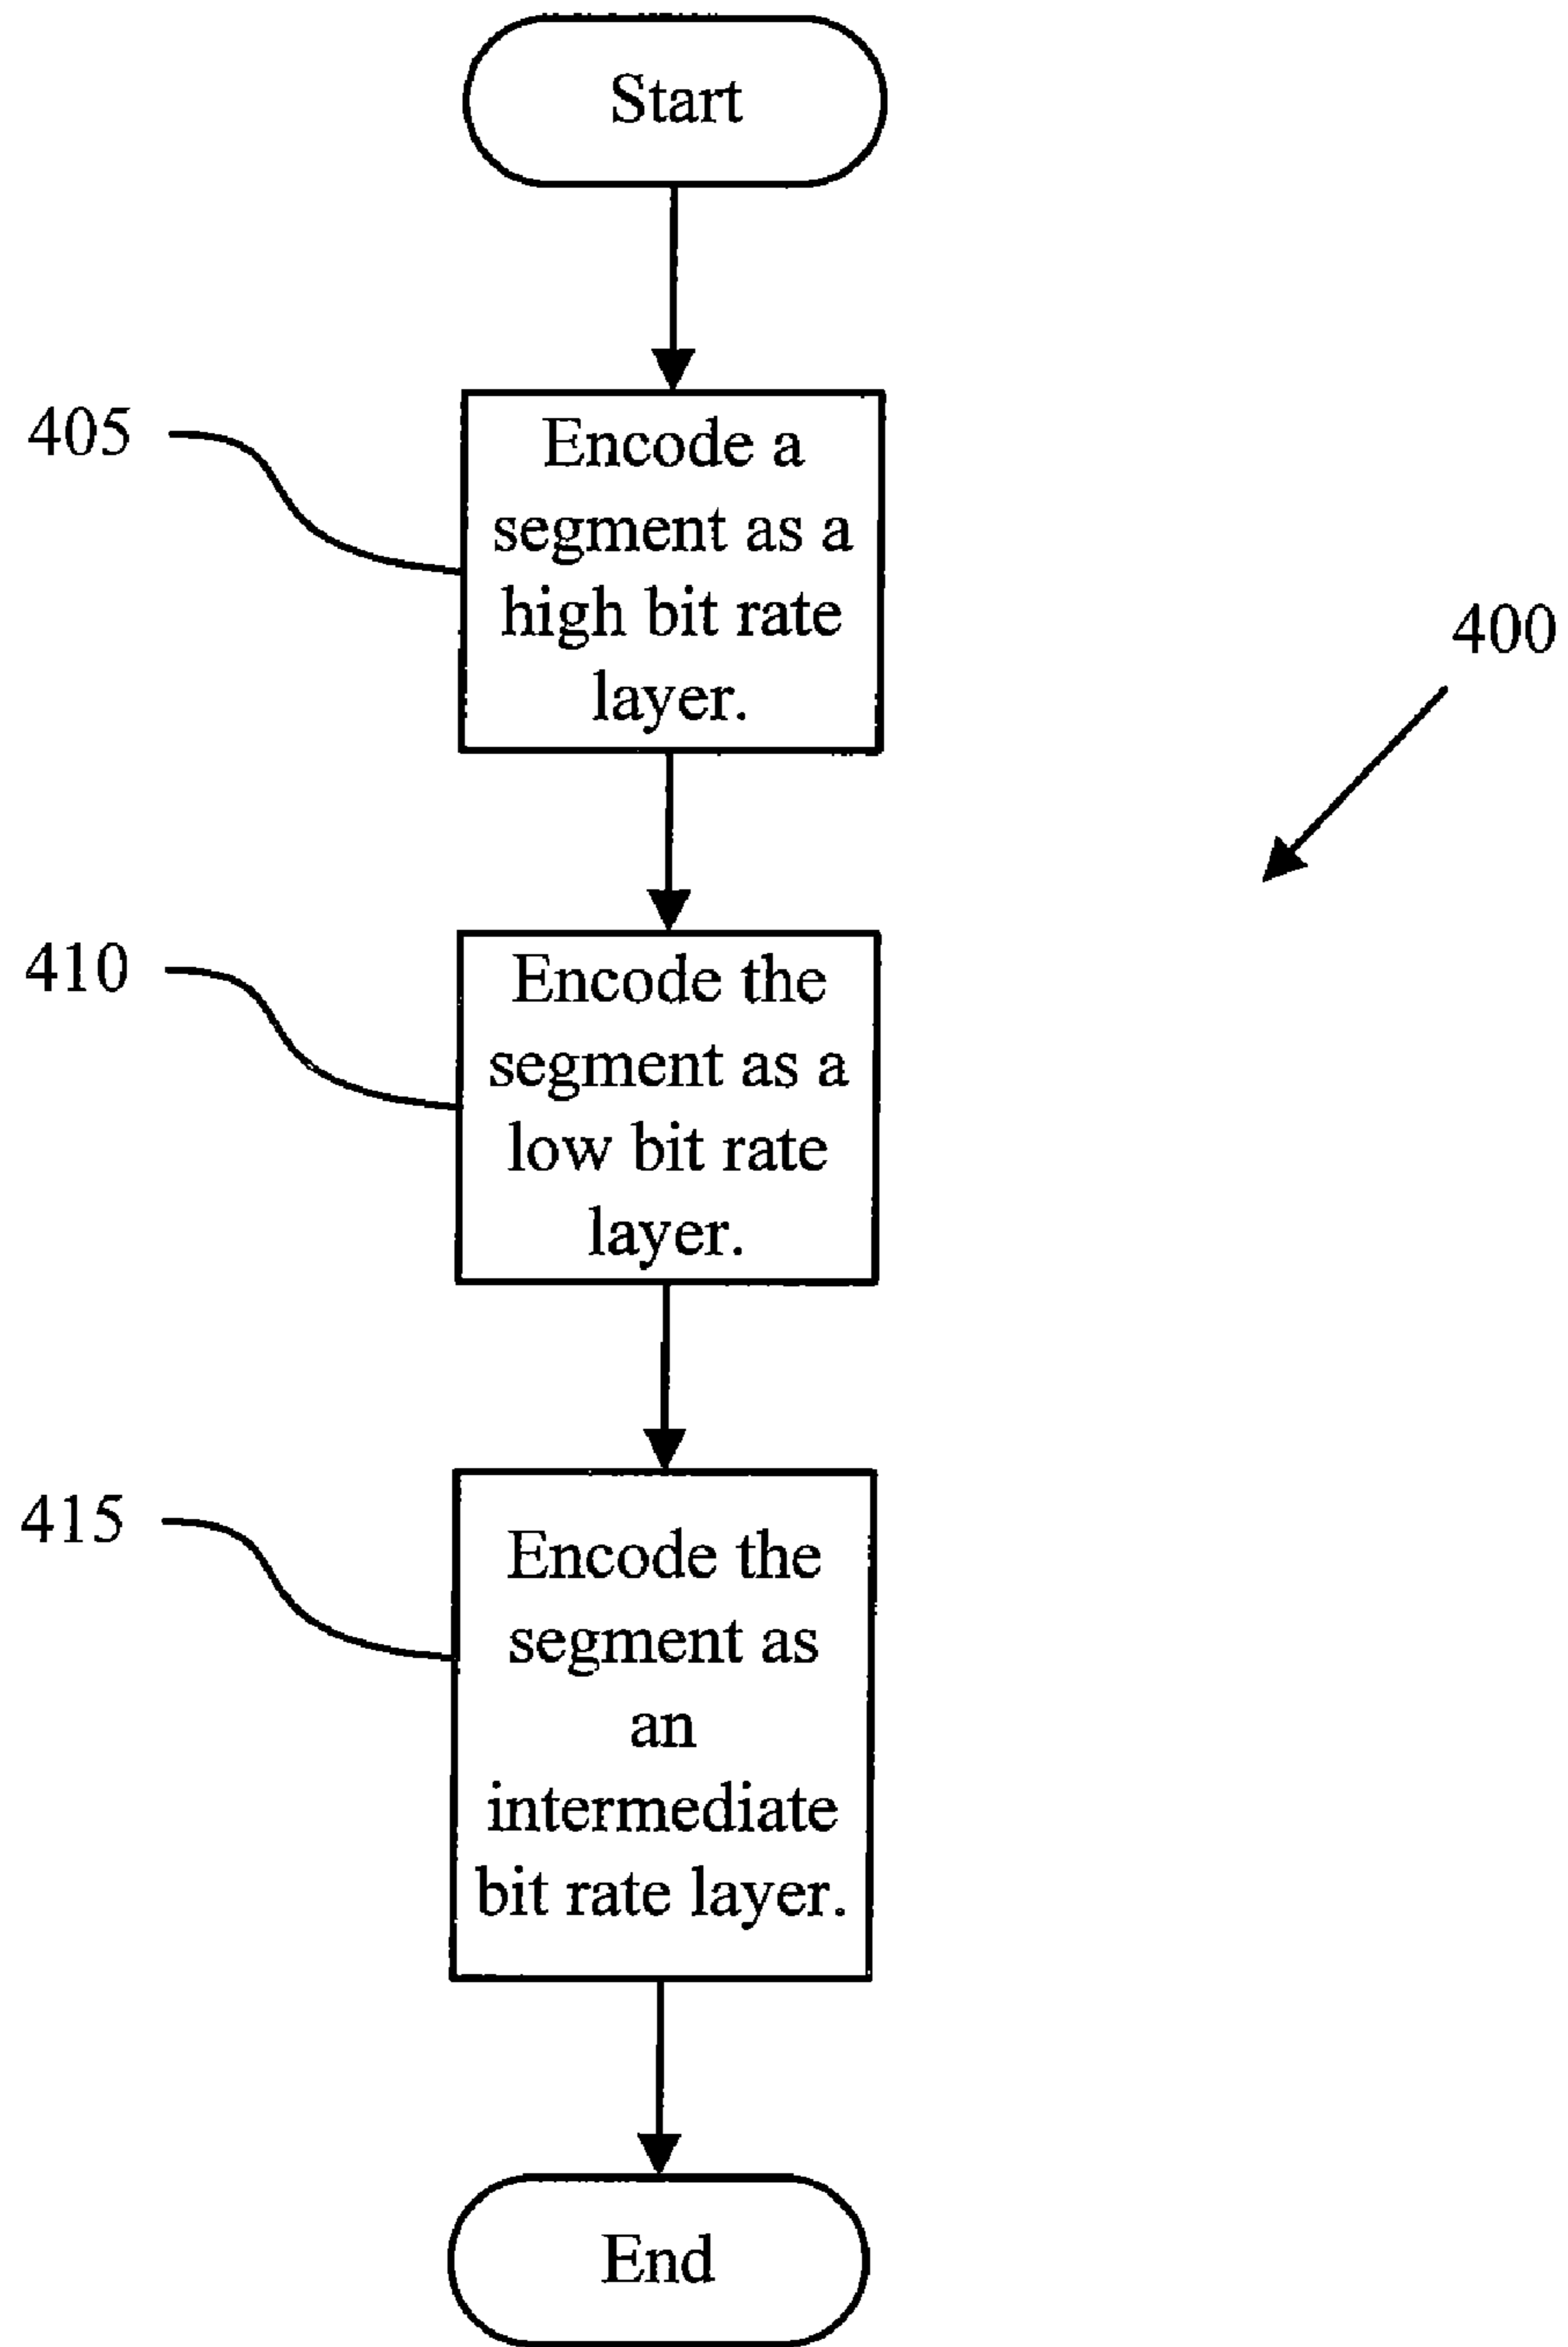 Start
405
Encode a
segment as a
high bit rate
layer.
400
410
Encode the
segment as a
low bit rate
layer.
415
Encode the
segment as
an
intermediate
bit rate layer.
End